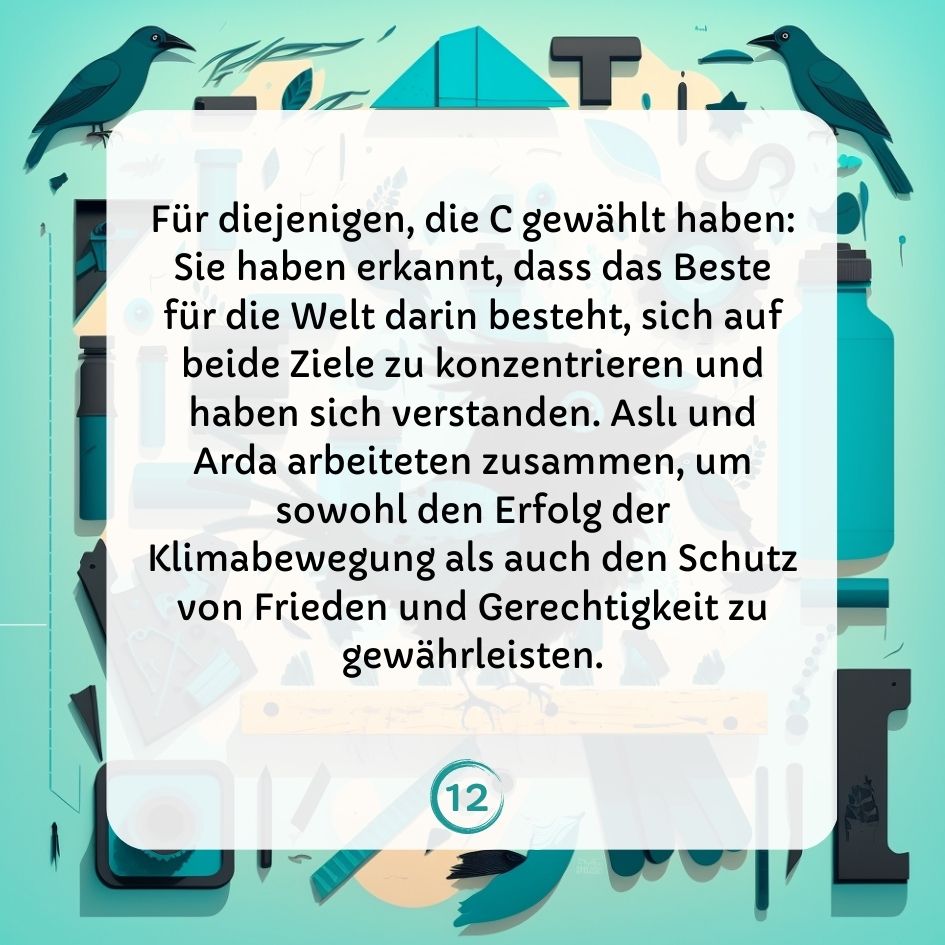 Für diejenigen, die C gewählt haben:
Sie haben erkannt, dass das Beste
für die Welt darin besteht, sich auf
beide Ziele zu konzentrieren und
haben sich verstanden. Aslı und
Arda arbeiteten zusammen, um
sowohl den Erfolg der
Klimabewegung als auch den Schutz
von Frieden und Gerechtigkeit zu
gewährleisten.
12